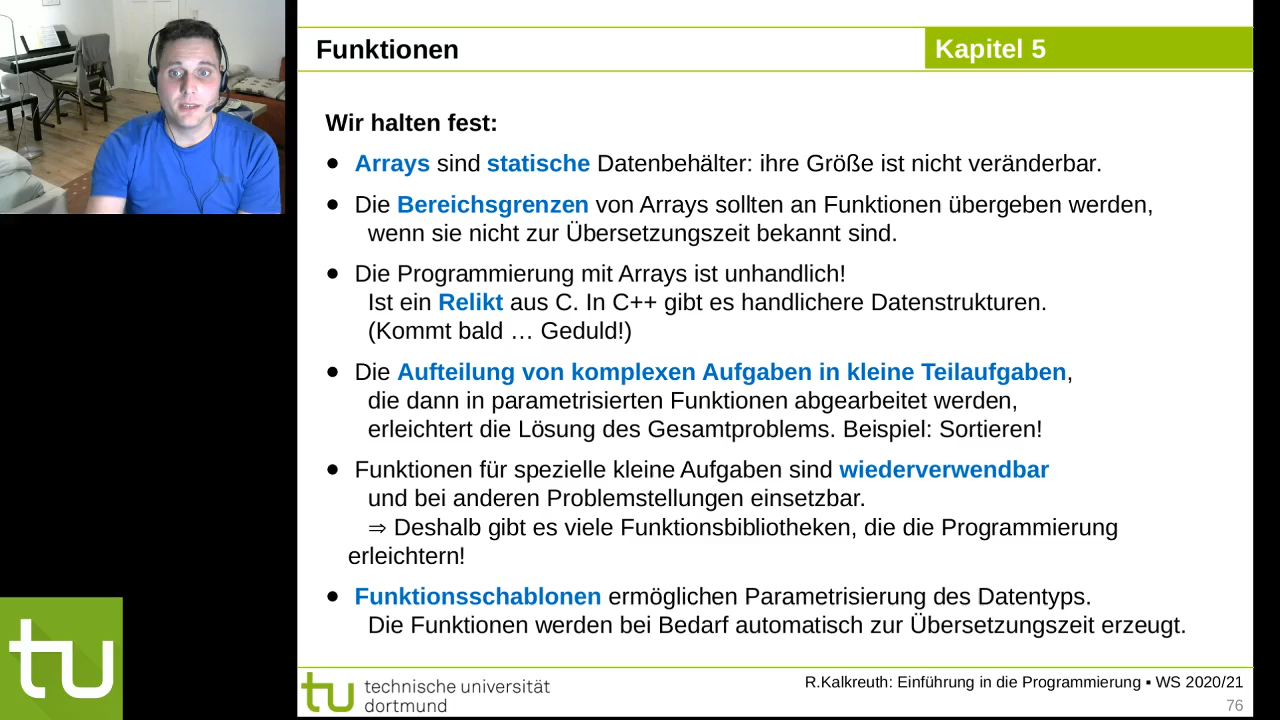 Funktionen
Kapitel 5
Wir halten fest:
● Arrays sind statische Datenbehälter: ihre Größe ist nicht veränderbar.
● Die Bereichsgrenzen von Arrays sollten an Funktionen übergeben werden,
wenn sie nicht zur Übersetzungszeit bekannt sind.
● Die Programmierung mit Arrays ist unhandlich!
Ist ein Relikt aus C. In C++ gibt es handlichere Datenstrukturen.
(Kommt bald … Geduld!)
● Die Aufteilung von komplexen Aufgaben in kleine Teilaufgaben,
die dann in parametrisierten Funktionen abgearbeitet werden,
erleichtert die Lösung des Gesamtproblems. Beispiel: Sortieren!
● Funktionen für spezielle kleine Aufgaben sind wiederverwendbar
und bei anderen Problemstellungen einsetzbar.
⇒ Deshalb gibt es viele Funktionsbibliotheken, die die Programmierung
erleichtern!
● Funktionsschablonen ermöglichen Parametrisierung des Datentyps.
Die Funktionen werden bei Bedarf automatisch zur Übersetzungszeit erzeugt.
tu
tu technische universität
dortmund
R.Kalkreuth: Einführung in die Programmierung ▪ WS 2020/21
76